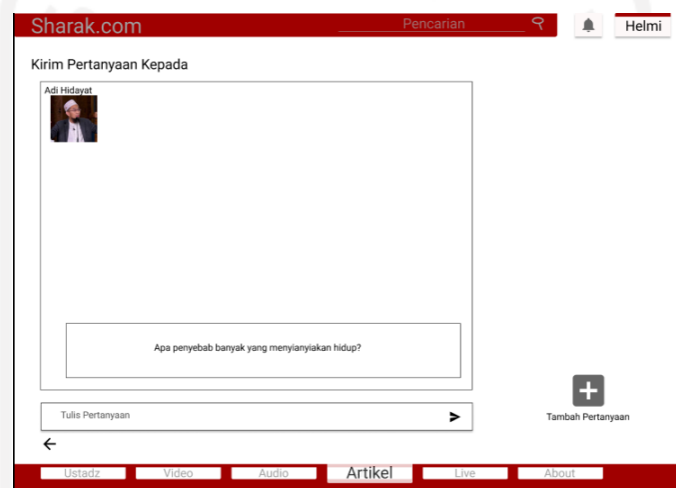 Sharak.com
Pencarian
Helmi
Kirim Pertanyaan Kepada
Adi Hidayat
Apa penyebab banyak yang menyianyiakan hidup?
Tulis Pertanyaan
Tambah Pertanyaan
Ustadz
Video
Audio
Artikel
Live
About